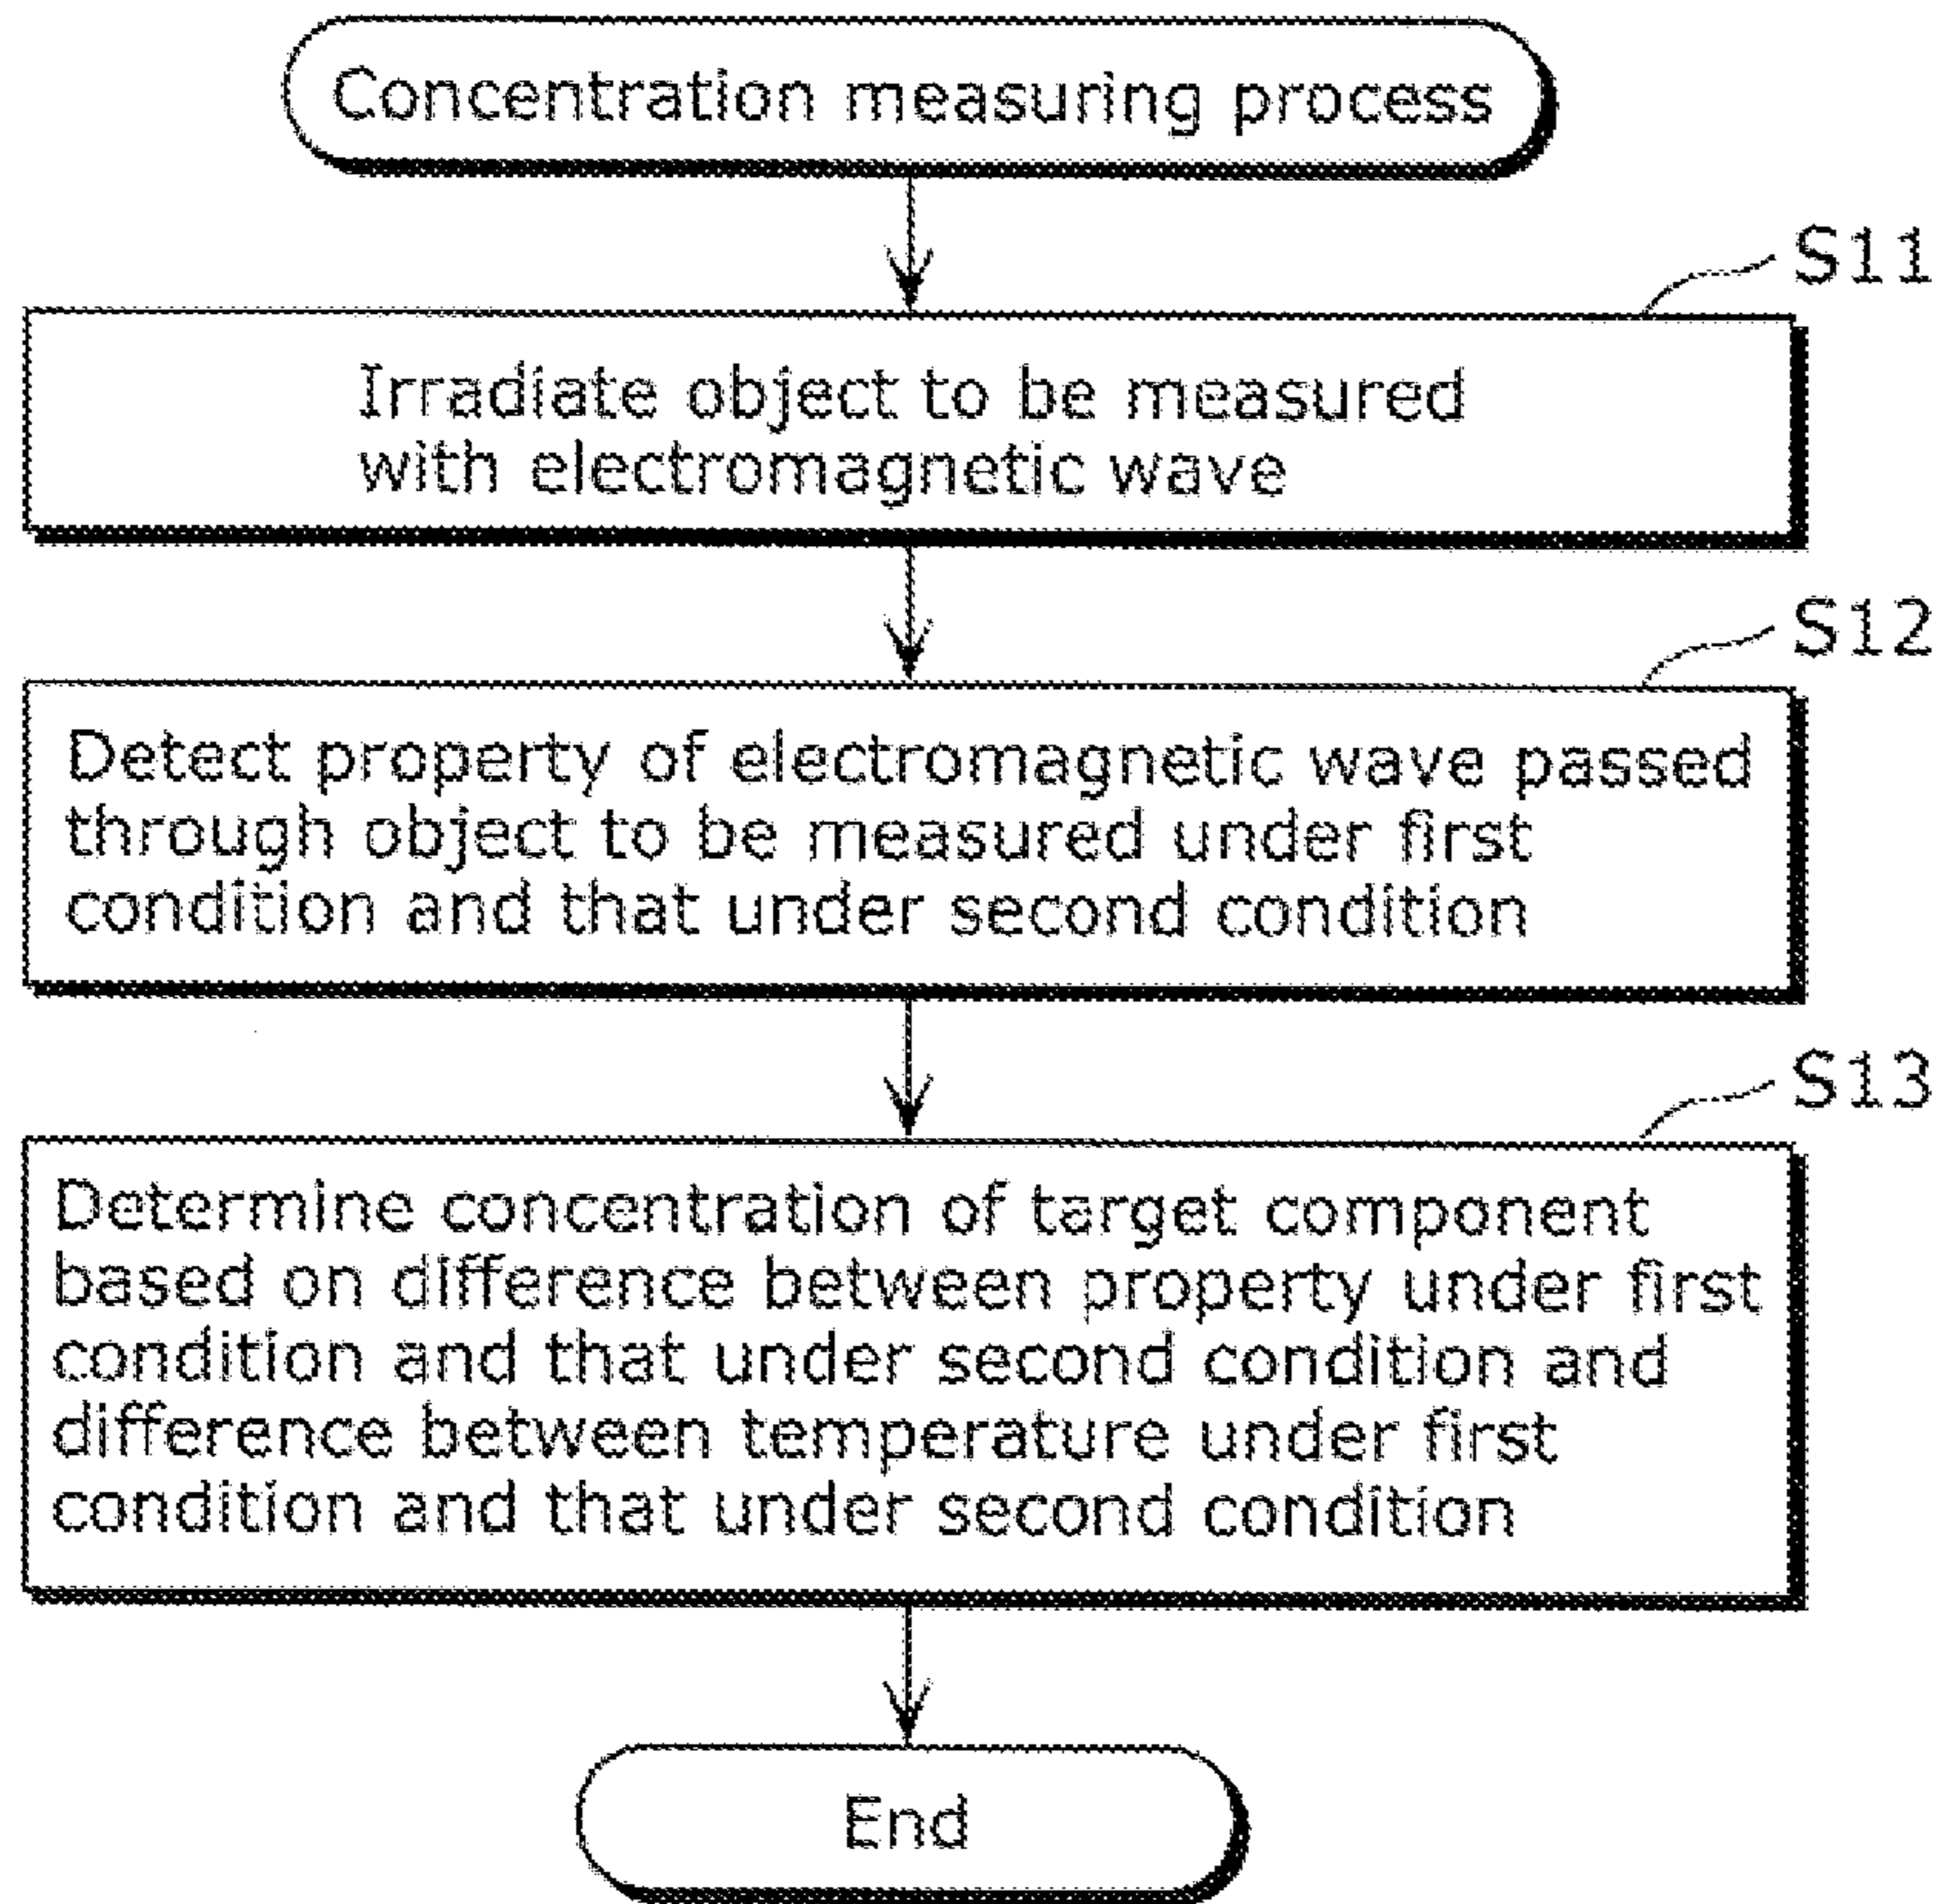 Concentration measuring process
S11
Irradiate object to be measured
with electromagnetic wave
S12
Detect property of electromagnetic wave passed
through object to be measured under first
condition and that under second condition
S13
Determine concentration of target component
based on difference between property under first
condition and that under second condition and
difference between temperature under first
condition and that under second condition
End